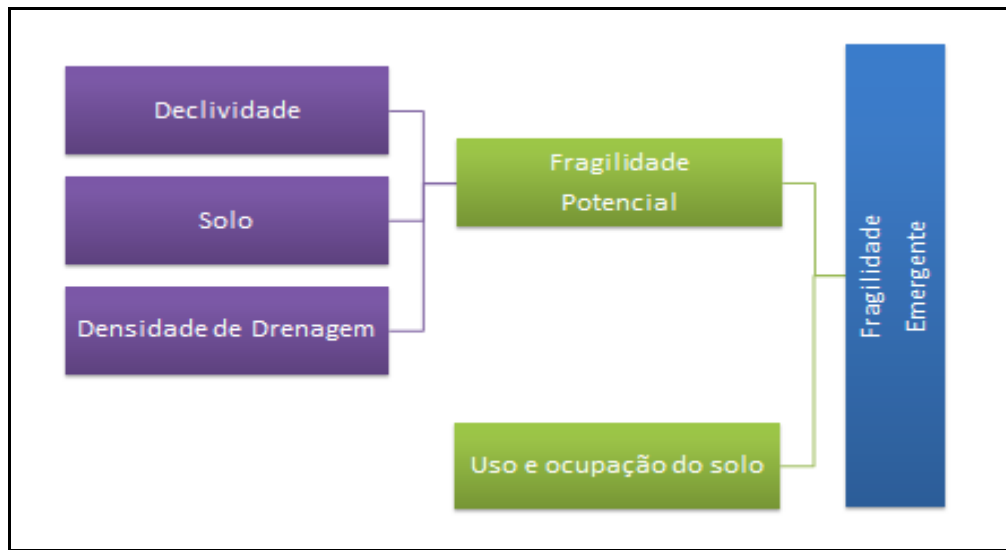 Declividade
Solo
Densidade de Drenagem
Fragilidade
Potencial
Uso e ocupação do solo
Fragilidade
Emergente